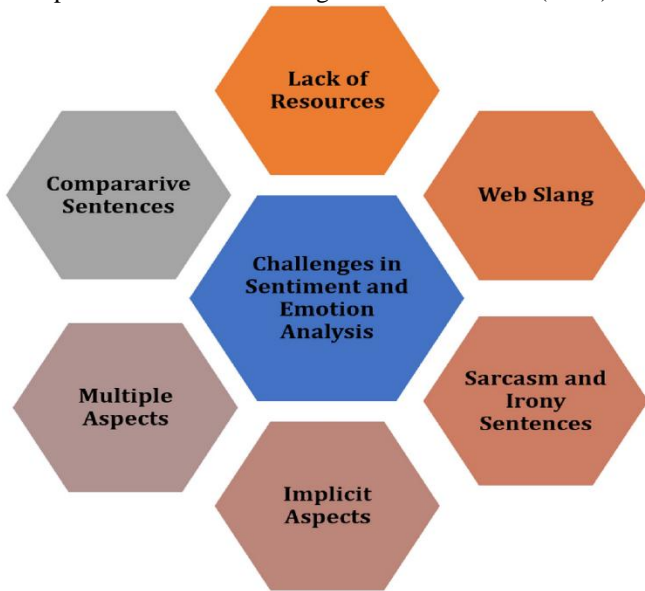 Lack of
Resources
Web Slang
Sarcasm and
Irony
Sentences
Implicit
Aspects
Multiple
Aspects
Compararive
Sentences
Challenges in
Sentiment and
Emotion
Analysis